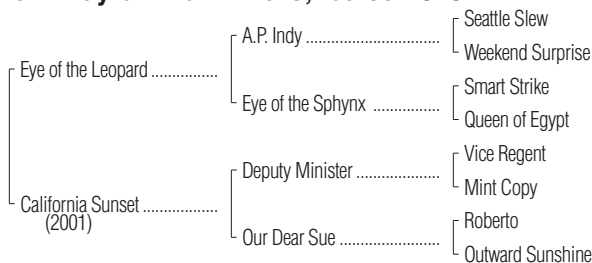 A.P. Indy ............................
Seattle Slew
Weekend Surprise
Eye of the Leopard ...............
Eye of the Sphynx ..............
Smart Strike
Queen of Egypt
Deputy Minister .................
Vice Regent
Mint Copy
California Sunset .................
(2001)
Our Dear Sue .....................
Roberto
Outward Sunshine